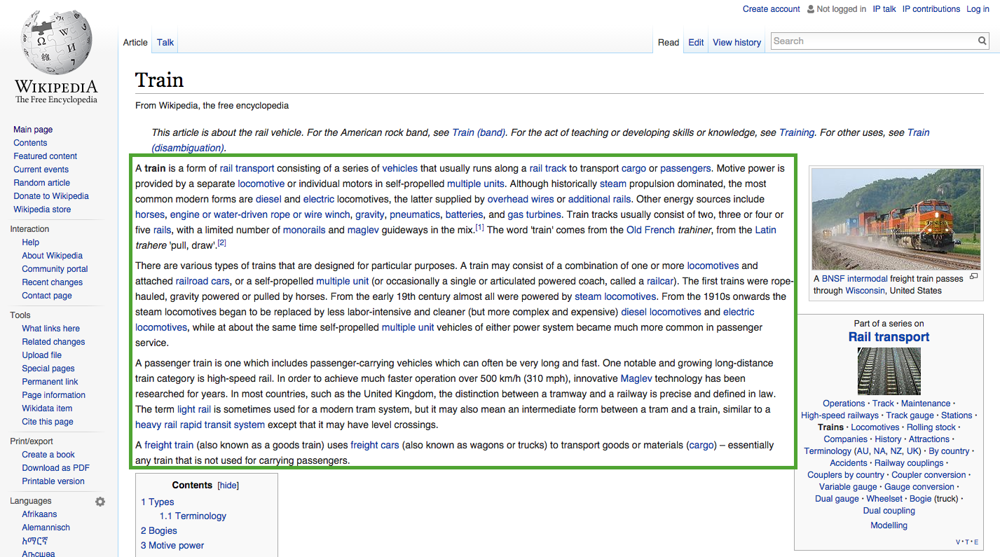 Create account Not logged in IP talk IP contributions Log in
Article Talk Read Edit View history Search
WIKIPEDIA
The Free Encyclopedia
Main page
Contents
Featured content
Current events
Random article
Donate to Wikipedia
Wikipedia store
Interaction
Help
About Wikipedia
Community portal
Recent changes
Contact page
Tools
What links here
Related changes
Upload file
Special pages
Permanent link
Page information
Wikidata item
Cite this page
Print/export
Create a book
Download as PDF
Printable version
Languages
Afrikaans
Alemannisch
አማርኛ
Аҧсшәа
Train
From Wikipedia, the free encyclopedia
This article is about the rail vehicle. For the American rock band, see Train (band). For the act of teaching or developing skills or knowledge, see Training. For other uses, see Train
(disambiguation).
A train is a form of rail transport consisting of a series of vehicles that usually runs along a rail track to transport cargo or passengers. Motive power is
provided by a separate locomotive or individual motors in self-propelled multiple units. Although historically steam propulsion dominated, the most
common modern forms are diesel and electric locomotives, the latter supplied by overhead wires or additional rails. Other energy sources include
horses, engine or water-driven rope or wire winch, gravity, pneumatics, batteries, and gas turbines. Train tracks usually consist of two, three or four or
five rails, with a limited number of monorails and maglev guideways in the mix.[1] The word 'train' comes from the Old French trahiner, from the Latin
trahere 'pull, draw'.[2]
There are various types of trains that are designed for particular purposes. A train may consist of a combination of one or more locomotives and
attached railroad cars, or a self-propelled multiple unit (or occasionally a single or articulated powered coach, called a railcar). The first trains were rope-
hauled, gravity powered or pulled by horses. From the early 19th century almost all were powered by steam locomotives. From the 1910s onwards the
steam locomotives began to be replaced by less labor-intensive and cleaner (but more complex and expensive) diesel locomotives and electric
locomotives, while at about the same time self-propelled multiple unit vehicles of either power system became much more common in passenger
service.
A passenger train is one which includes passenger-carrying vehicles which can often be very long and fast. One notable and growing long-distance
train category is high-speed rail. In order to achieve much faster operation over 500 km/h (310 mph), innovative Maglev technology has been
researched for years. In most countries, such as the United Kingdom, the distinction between a tramway and a railway is precise and defined in law.
The term light rail is sometimes used for a modern tram system, but it may also mean an intermediate form between a tram and a train, similar to a
heavy rail rapid transit system except that it may have level crossings.
A freight train (also known as a goods train) uses freight cars (also known as wagons or trucks) to transport goods or materials (cargo) – essentially
any train that is not used for carrying passengers.
Contents [hide]
1 Types
1.1 Terminology
2 Bogies
3 Motive power
A BNSF intermodal freight train passes
through Wisconsin, United States
Part of a series on
Rail transport
Operations · Track · Maintenance ·
High-speed railways · Track gauge · Stations ·
Trains · Locomotives · Rolling stock ·
Companies · History · Attractions ·
Terminology (AU, NA, NZ, UK) · By country ·
Accidents · Railway couplings ·
Couplers by country · Coupler conversion ·
Variable gauge · Gauge conversion ·
Dual gauge · Wheelset · Bogie (truck) ·
Dual coupling
Modelling
V · T · E